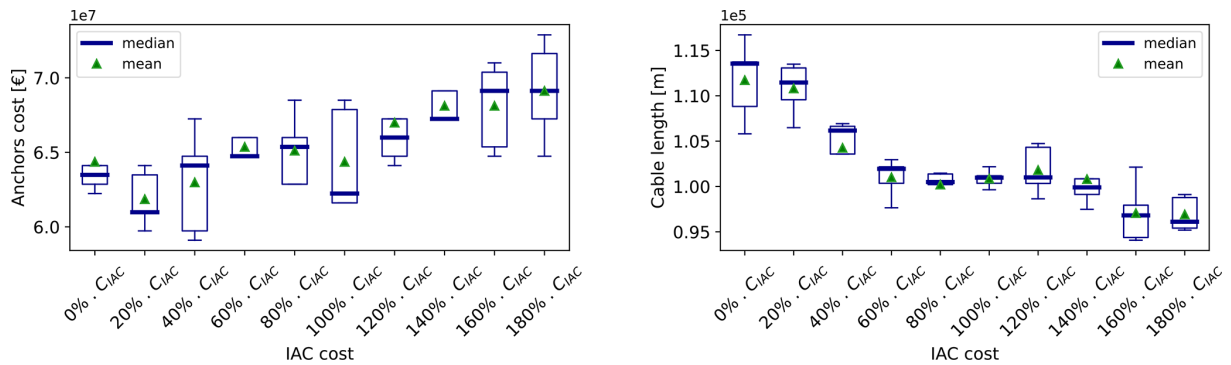 1e7
Anchors cost [€]
7.0
6.5
6.0
median
mean
0% . C_IAC
20% . C_IAC
40% . C_IAC
60% . C_IAC
80% . C_IAC
100% . C_IAC
120% . C_IAC
140% . C_IAC
160% . C_IAC
180% . C_IAC
IAC cost
1e5
Cable length [m]
1.15
1.10
1.05
1.00
0.95
median
mean
0% . C_IAC
20% . C_IAC
40% . C_IAC
60% . C_IAC
80% . C_IAC
100% . C_IAC
120% . C_IAC
140% . C_IAC
160% . C_IAC
180% . C_IAC
IAC cost